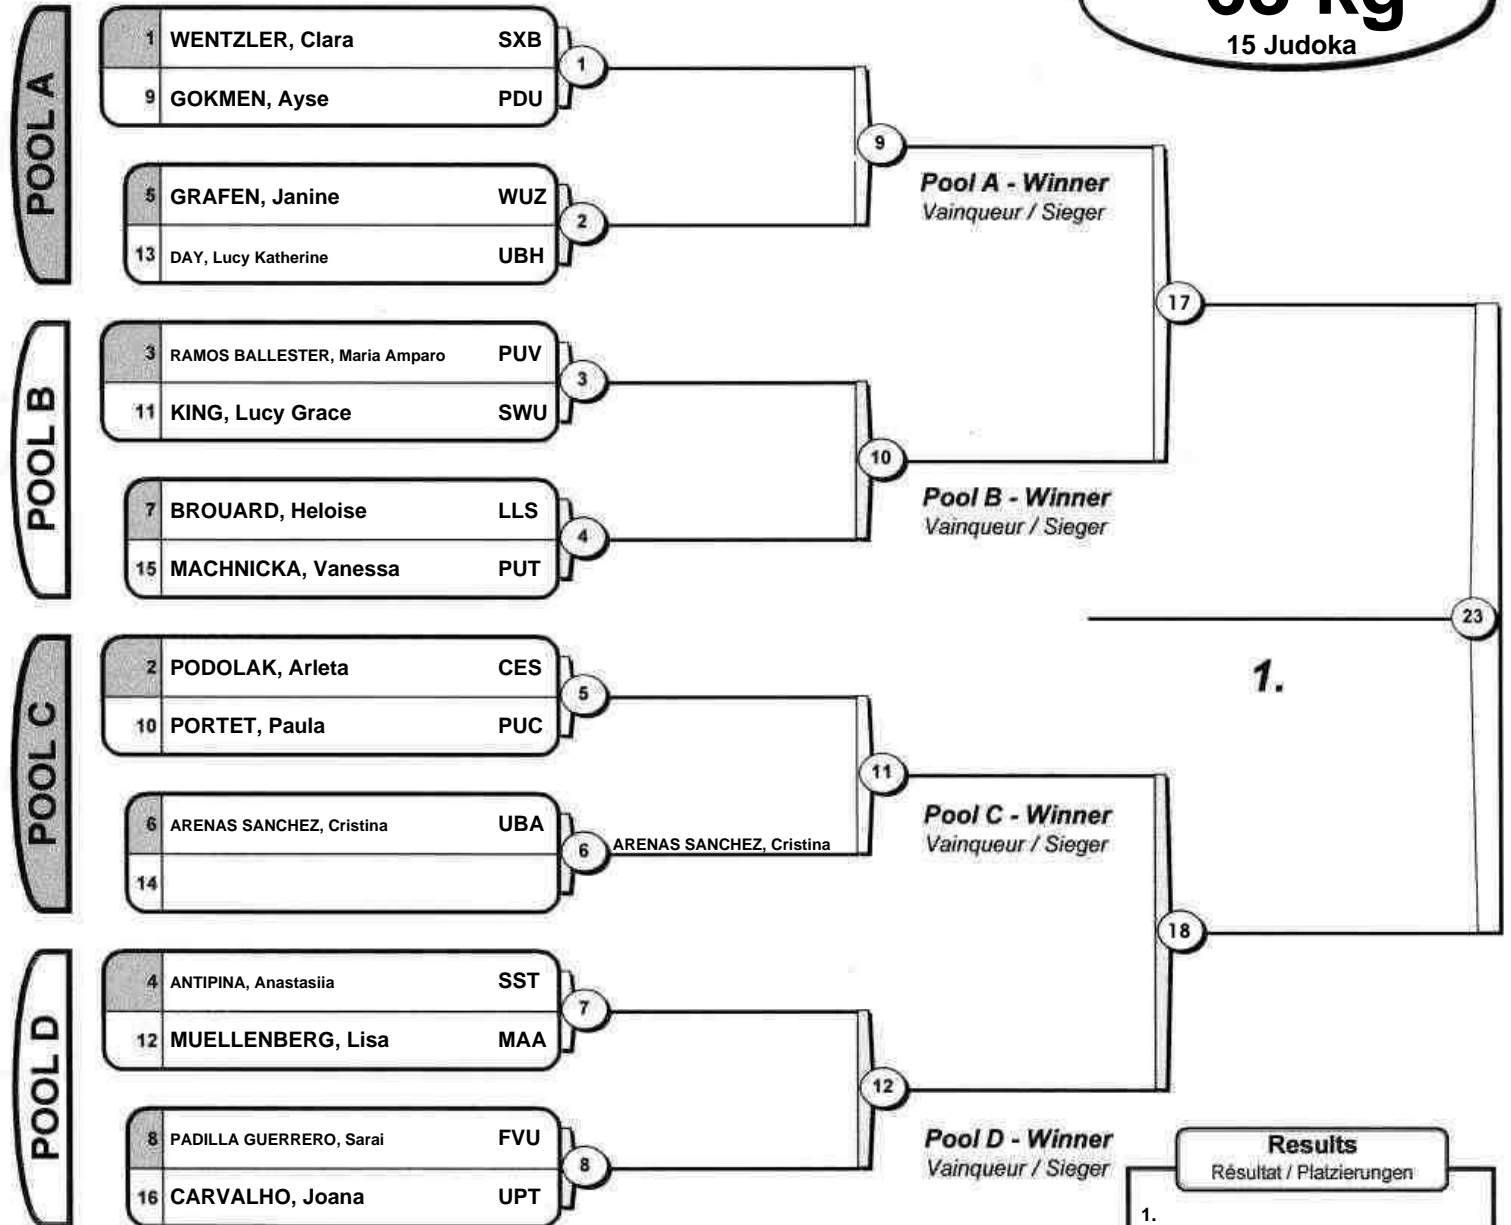 15 Judoka
POOL A
1 WENTZLER, Clara SXB
9 GOKMEN, Ayse PDU
1
5 GRAFEN, Janine WUZ
13 DAY, Lucy Katherine UBH
2
9
Pool A - Winner
Vainqueur / Sieger
POOL B
3 RAMOS BALLESTER, Maria Amparo PUV
11 KING, Lucy Grace SWU
3
7 BROUARD, Heloise LLS
15 MACHNICKA, Vanessa PUT
4
10
Pool B - Winner
Vainqueur / Sieger
17
POOL C
2 PODOLAK, Arleta CES
10 PORTET, Paula PUC
5
6 ARENAS SANCHEZ, Cristina UBA
14
6
ARENAS SANCHEZ, Cristina
11
Pool C - Winner
Vainqueur / Sieger
POOL D
4 ANTIPINA, Anastasiia SST
12 MUELLENBERG, Lisa MAA
7
8 PADILLA GUERRERO, Sarai FVU
16 CARVALHO, Joana UPT
8
12
Pool D - Winner
Vainqueur / Sieger
18
23
1.
Results
Résultat / Platzierungen
1.